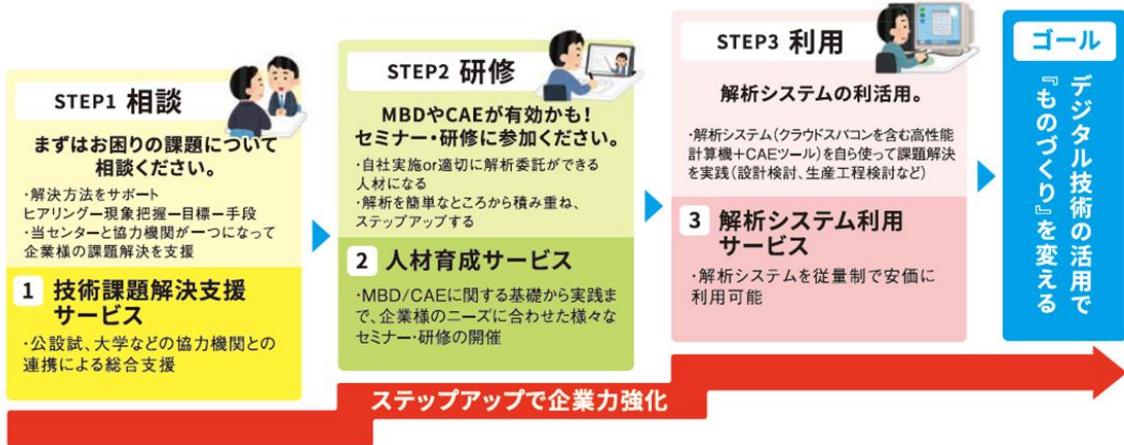 STEP1 相談
まずはお困りの課題について
相談ください。
・解決方法をサポート
ヒアリングー現象把握ー目標ー手段
・当センターと協力機関が一つになって
企業様の課題解決を支援
1 技術課題解決支援
サービス
・公設試、大学などの協力機関との
連携による総合支援
STEP2 研修
MBDやCAEが有効かも!
セミナー・研修に参加ください。
・自社実施or適切に解析委託ができる
人材になる
・解析を簡単なところから積み重ね、
ステップアップする
2 人材育成サービス
・MBD/CAEに関する基礎から実践ま
で、企業様のニーズに合わせた様々な
セミナー・研修の開催
STEP3 利用
解析システムの利活用。
・解析システム(クラウドスパコンを含む高性能
計算機+CAEツール)を自ら使って課題解決
を実践(設計検討、生産工程検討など)
3 解析システム利用
サービス
・解析システムを従量制で安価に
利用可能
ゴール
デジタル技術の活用で
『ものづくり』を変える
ステップアップで企業力強化